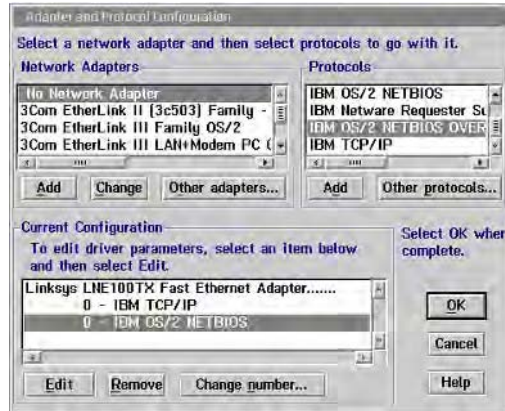 Adapter and Protocol Configuration
Select a network adapter and then select protocols to go with it.
Network Adapters
No Network Adapter
3Com EtherLink II (3c503) Family -
3Com EtherLink III Family OS/2
3Com EtherLink III LAN+Modem PC (
Add
Change
Other adapters...
Protocols
IBM OS/2 NETBIOS
IBM Netware Requester Su
IBM OS/2 NETBIOS OVER
IBM TCP/IP
Add
Other protocols...
Current Configuration
To edit driver parameters, select an item below
and then select Edit.
Linksys LNE100TX Fast Ethernet Adapter.......
0 - IBM TCP/IP
0 - IBM OS/2 NETBIOS
Edit
Remove
Change number...
Select OK when
complete.
OK
Cancel
Help